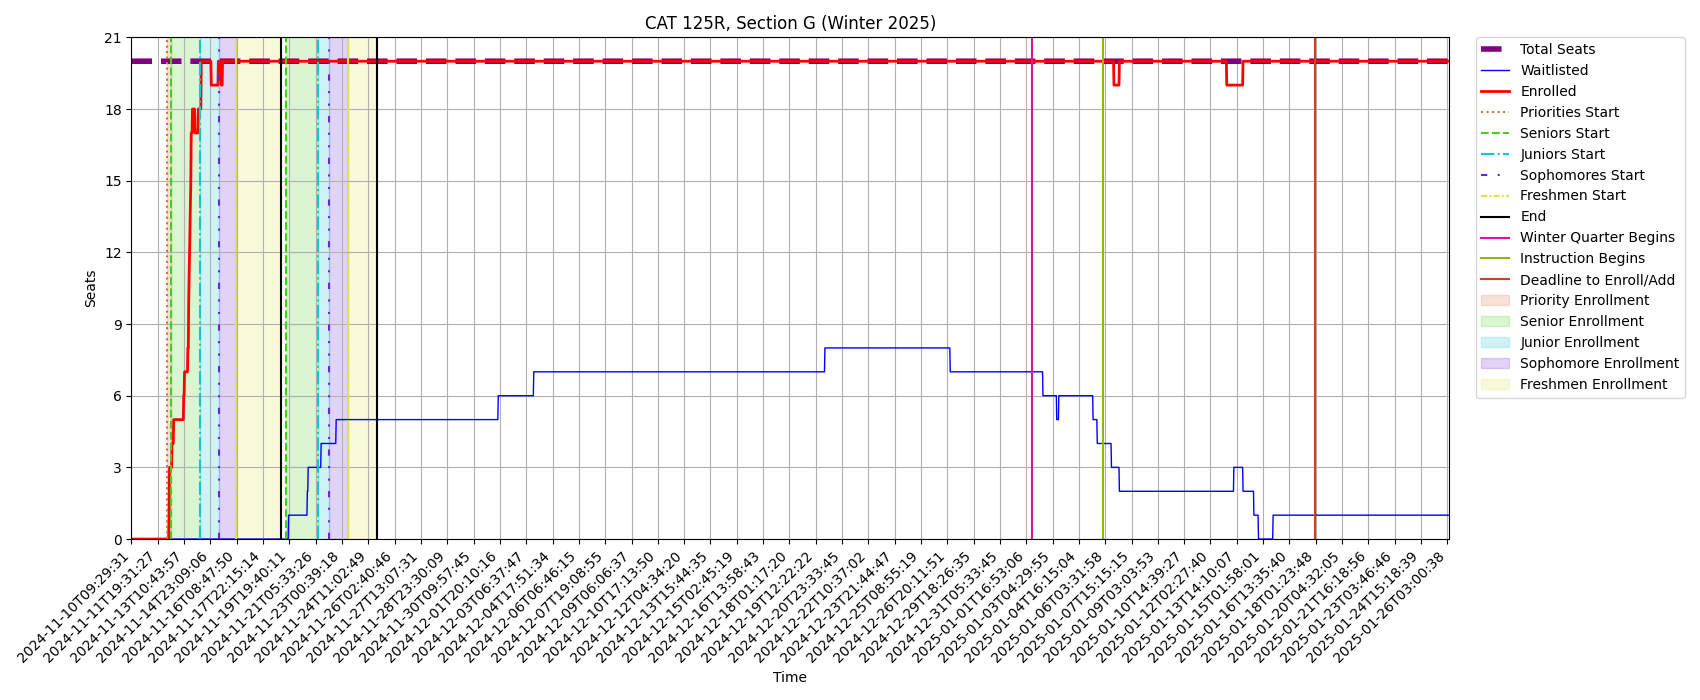 CAT 125R, Section G (Winter 2025)
21
18
15
12
9
6
3
0
Seats
2024-11-10T09:29:31
2024-11-11T19:31:27
2024-11-13T10:43:57
2024-11-14T23:09:06
2024-11-16T08:47:50
2024-11-17T22:15:14
2024-11-19T19:40:11
2024-11-21T05:33:26
2024-11-23T00:39:18
2024-11-24T11:02:49
2024-11-26T02:40:46
2024-11-27T13:07:31
2024-11-28T23:30:09
2024-11-30T09:57:45
2024-12-01T20:10:16
2024-12-03T06:37:47
2024-12-04T17:51:34
2024-12-06T06:46:15
2024-12-07T19:08:55
2024-12-09T06:06:37
2024-12-10T17:13:50
2024-12-12T04:34:20
2024-12-13T15:44:35
2024-12-15T02:45:19
2024-12-16T13:58:43
2024-12-18T01:17:20
2024-12-19T12:22:22
2024-12-20T23:33:45
2024-12-22T10:37:02
2024-12-23T21:44:47
2024-12-25T08:55:19
2024-12-26T20:11:51
2024-12-29T18:26:35
2024-12-31T05:33:45
2025-01-01T16:53:06
2025-01-03T04:29:55
2025-01-04T16:15:04
2025-01-06T03:31:58
2025-01-07T15:15:15
2025-01-09T03:03:53
2025-01-10T14:39:27
2025-01-12T02:27:40
2025-01-13T14:10:07
2025-01-15T01:58:01
2025-01-16T13:35:40
2025-01-18T01:23:48
2025-01-20T04:32:05
2025-01-21T16:18:56
2025-01-23T03:46:46
2025-01-24T15:18:39
2025-01-26T03:00:38
Time
Total Seats
Waitlisted
Enrolled
Priorities Start
Seniors Start
Juniors Start
Sophomores Start
Freshmen Start
End
Winter Quarter Begins
Instruction Begins
Deadline to Enroll/Add
Priority Enrollment
Senior Enrollment
Junior Enrollment
Sophomore Enrollment
Freshmen Enrollment